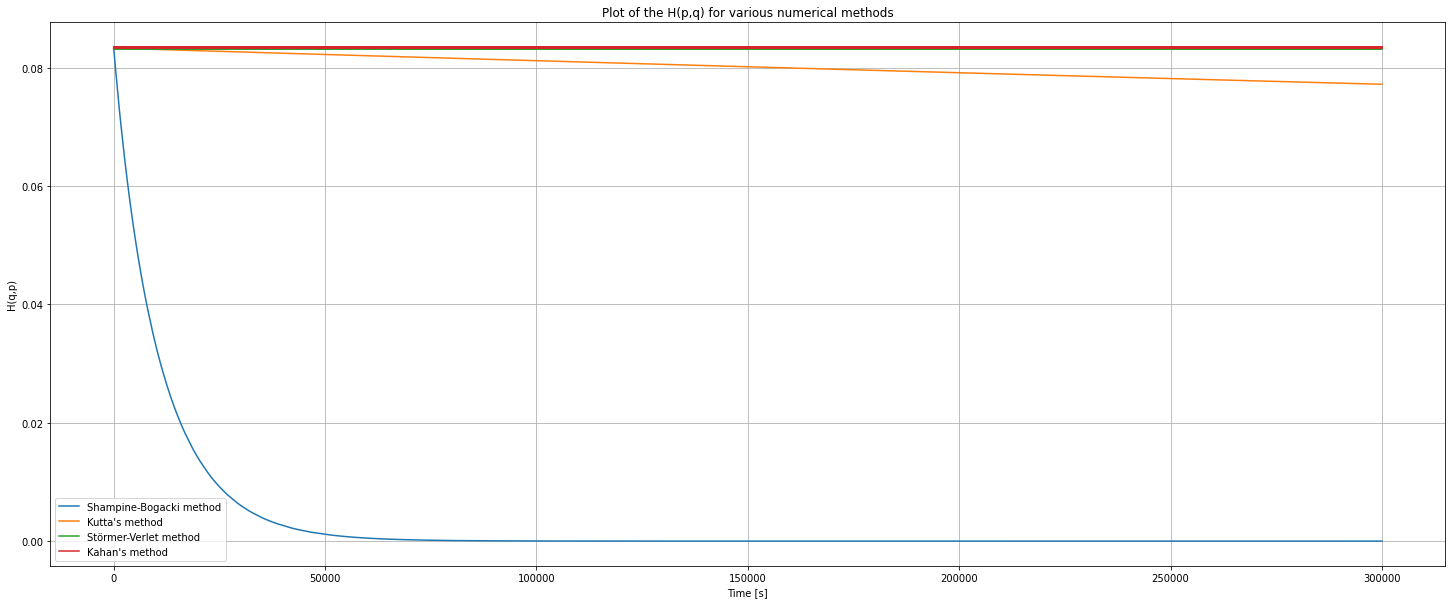 Plot of the H(p,q) for various numerical methods
H(q,p)
0.08
0.06
0.04
0.02
0.00
Shampine-Bogacki method
Kutta's method
Störmer-Verlet method
Kahan's method
0 50000 100000 150000 200000 250000 300000
Time [s]